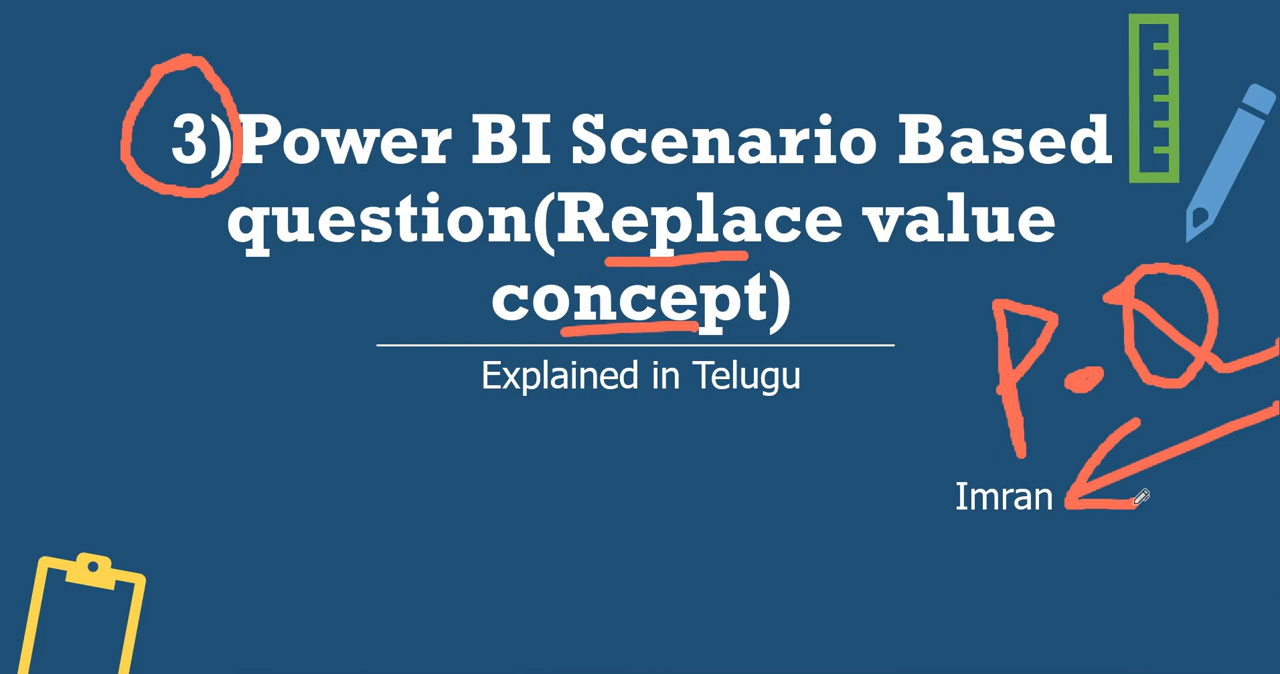 3)Power BI Scenario Based
question(Replace value
concept)
Explained in Telugu
P.Q
Imran